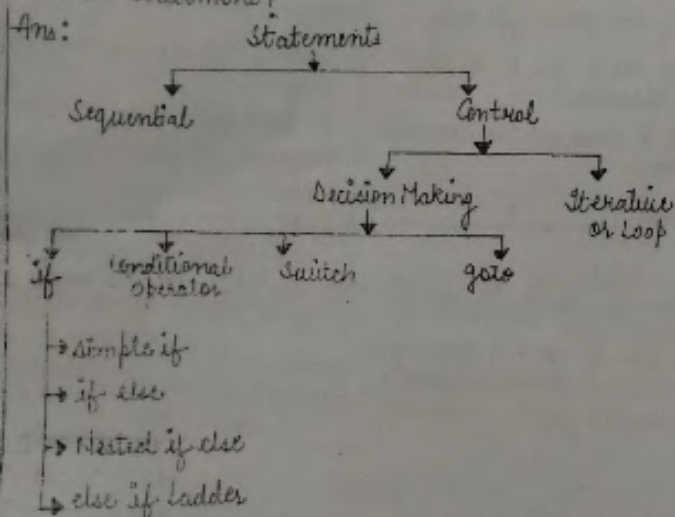 Statement?
Ans:
Statements
Sequential Control
Decision Making Iterative
or Loop
if Conditional
operator Switch goto
simple if
if else
Nested if else
else if Ladder